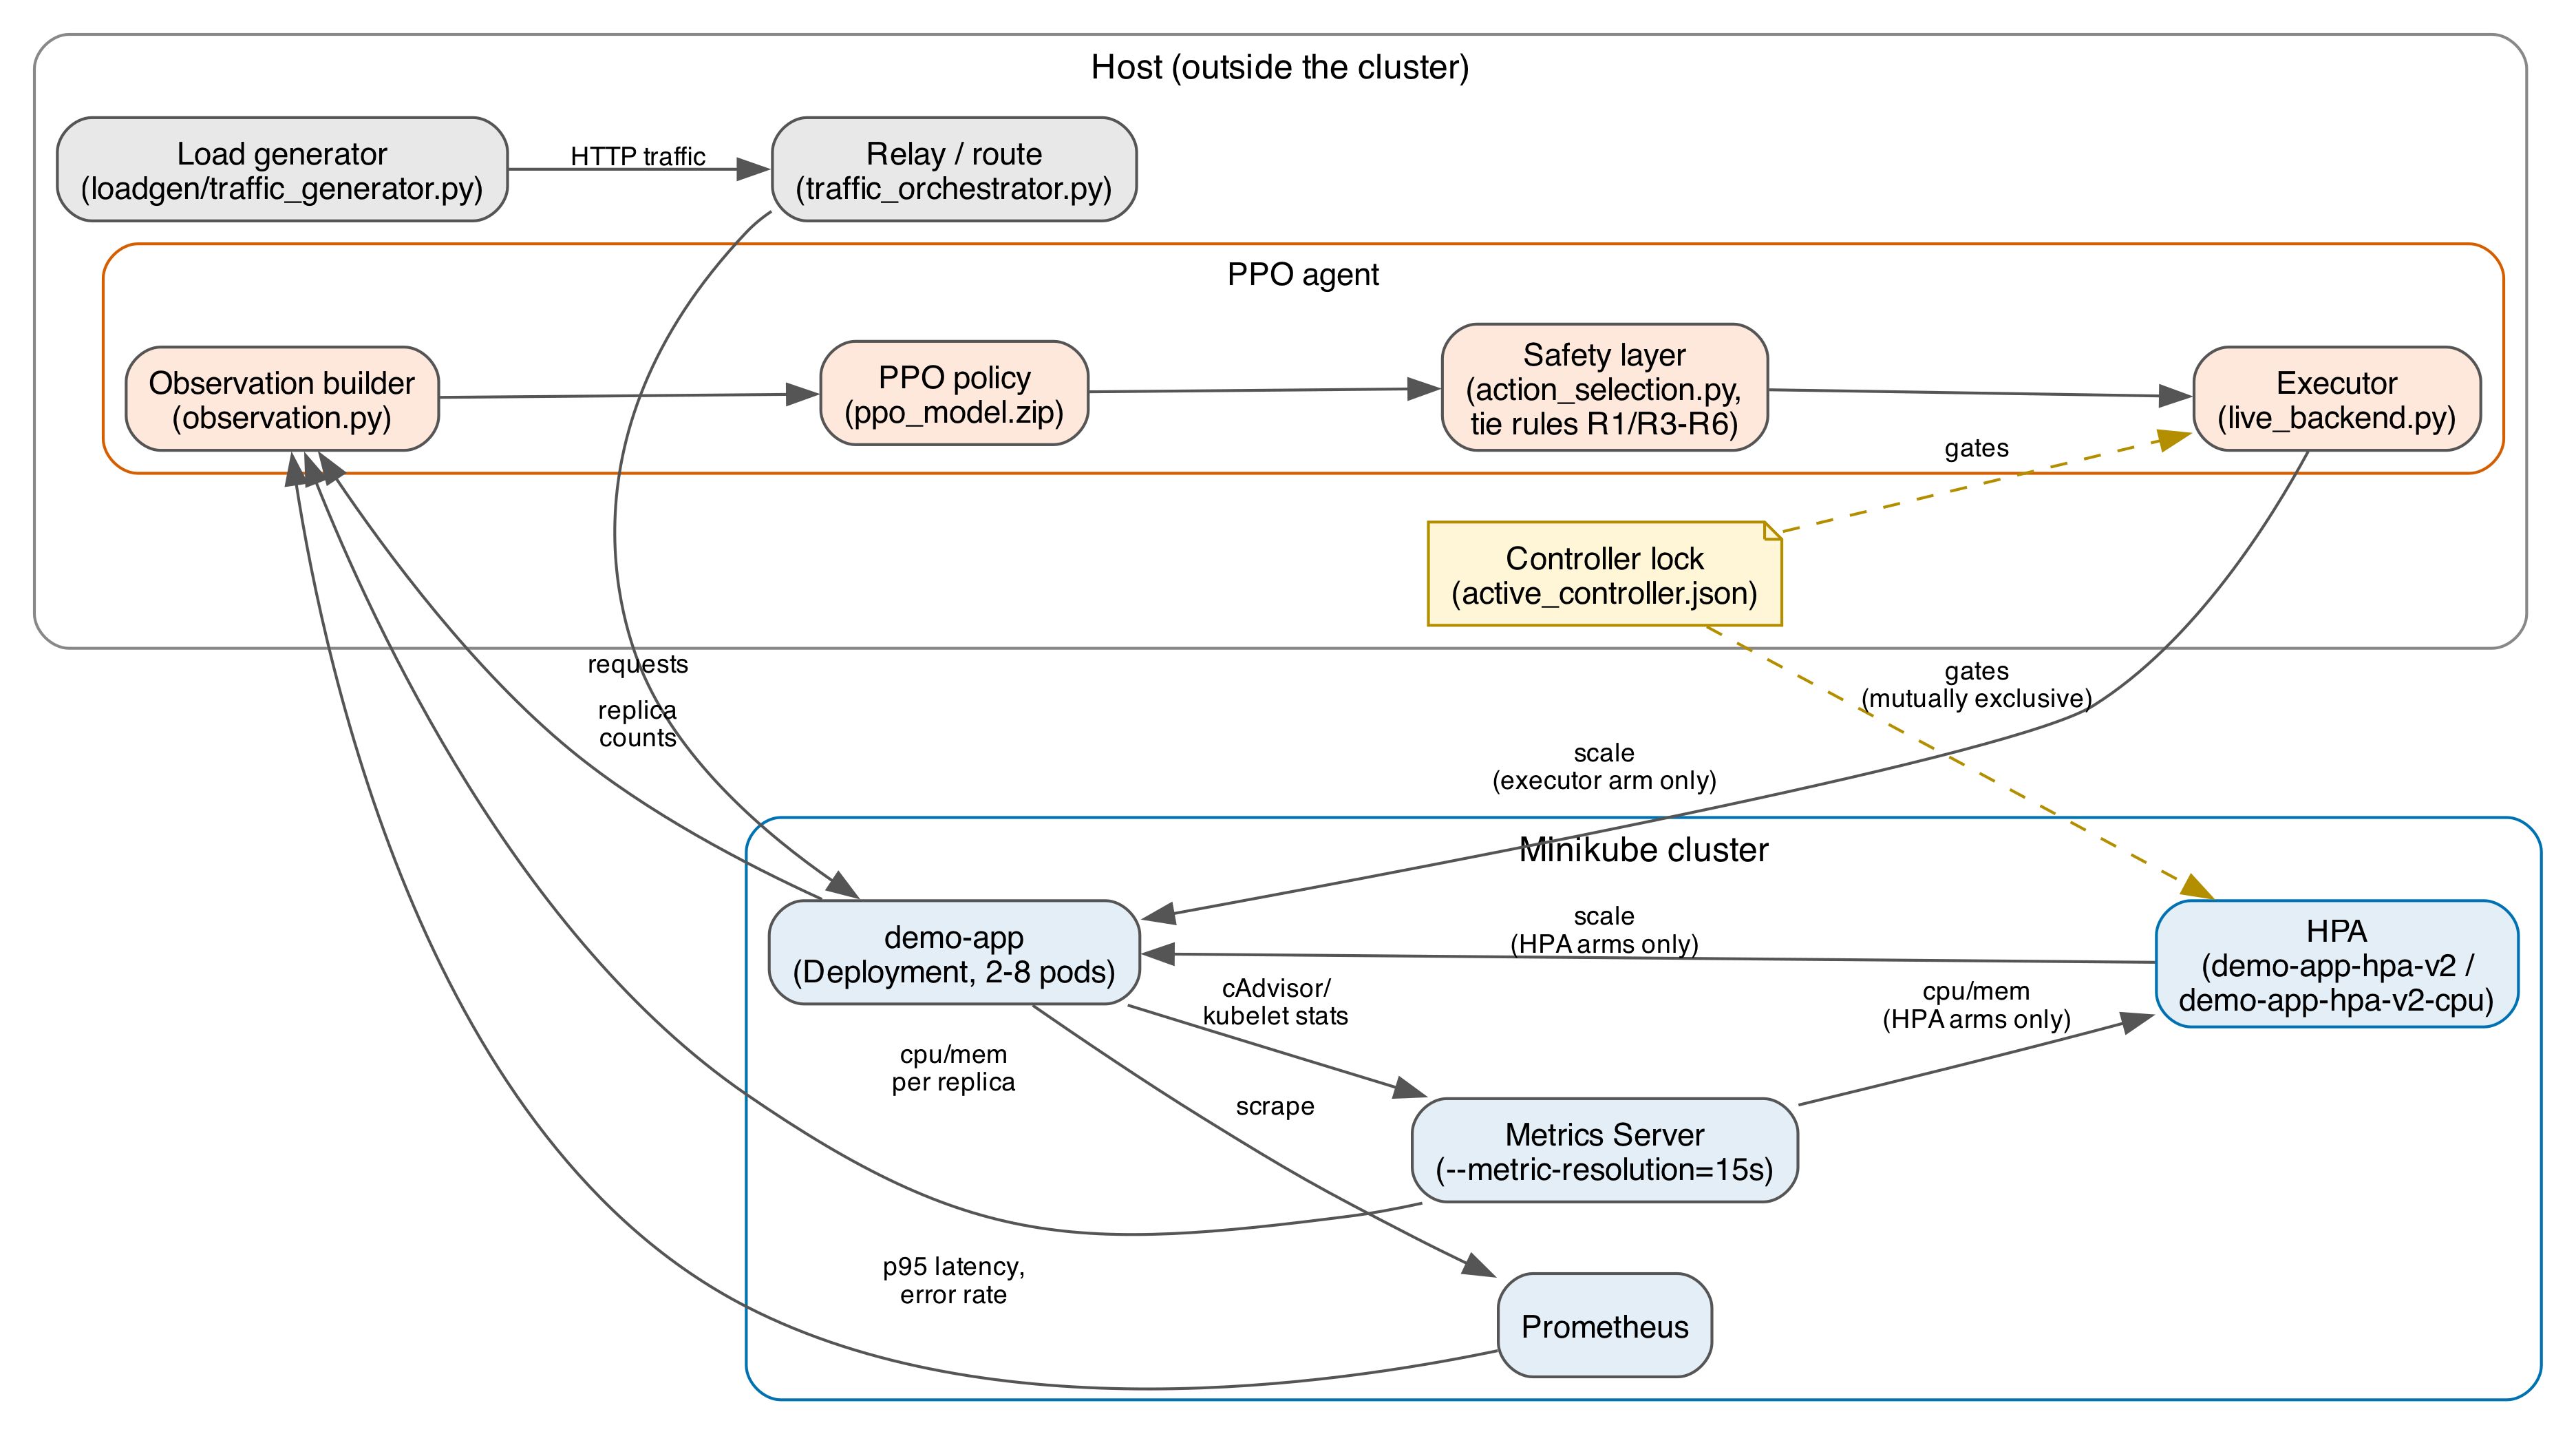 Host (outside the cluster)
Load generator
(loadgen/traffic_generator.py)
HTTP traffic
Relay / route
(traffic_orchestrator.py)
PPO agent
Observation builder
(observation.py)
PPO policy
(ppo_model.zip)
Safety layer
(action_selection.py,
tie rules R1/R3-R6)
Executor
(live_backend.py)
gates
Controller lock
(active_controller.json)
requests
replica
counts
gates
(mutually exclusive)
scale
(executor arm only)
Minikube cluster
demo-app
(Deployment, 2-8 pods)
scale
(HPA arms only)
HPA
(demo-app-hpa-v2 /
demo-app-hpa-v2-cpu)
cAdvisor/
kubelet stats
cpu/mem
(HPA arms only)
cpu/mem
per replica
scrape
Metrics Server
(--metric-resolution=15s)
p95 latency,
error rate
Prometheus